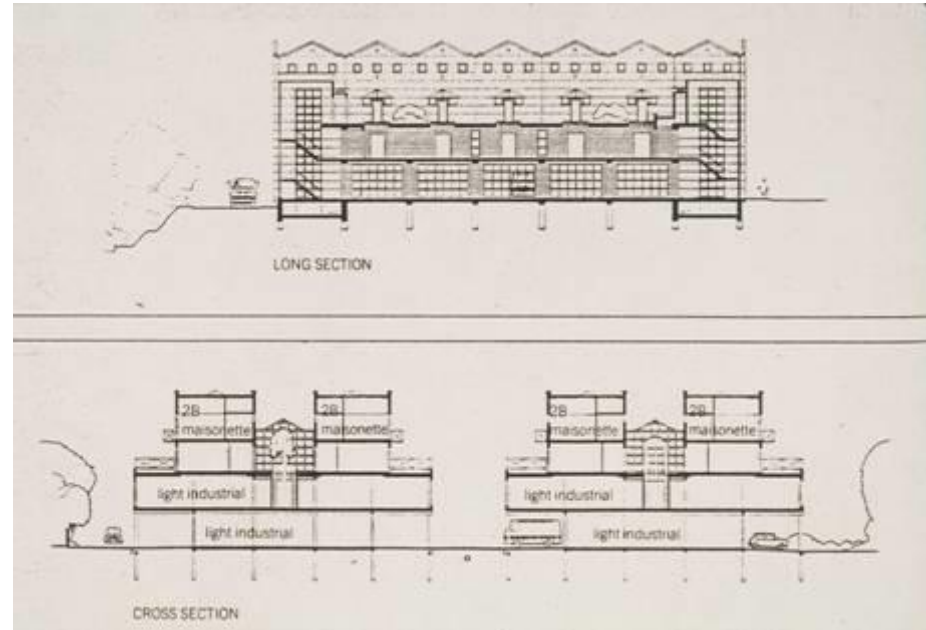 LONG SECTION
2B
maisonette
2B
maisonette
2B
maisonette
2B
maisonette
light industrial
light industrial
light industrial
light industrial
CROSS SECTION